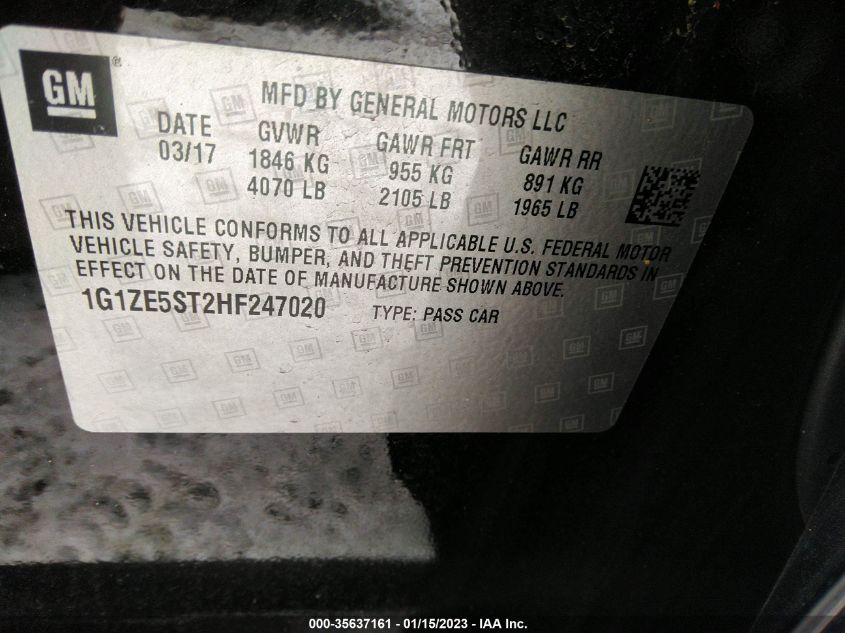 GM ®
MFD BY GENERAL MOTORS LLC
DATE GVWR GAWR FRT GAWR RR
03/17 1846 KG 955 KG 891 KG
4070 LB 2105 LB 1965 LB
THIS VEHICLE CONFORMS TO ALL APPLICABLE U.S. FEDERAL MOTOR
VEHICLE SAFETY, BUMPER, AND THEFT PREVENTION STANDARDS IN
EFFECT ON THE DATE OF MANUFACTURE SHOWN ABOVE.
1G1ZE5ST2HF247020 TYPE: PASS CAR
000-35637161 - 01/15/2023 - IAA Inc.